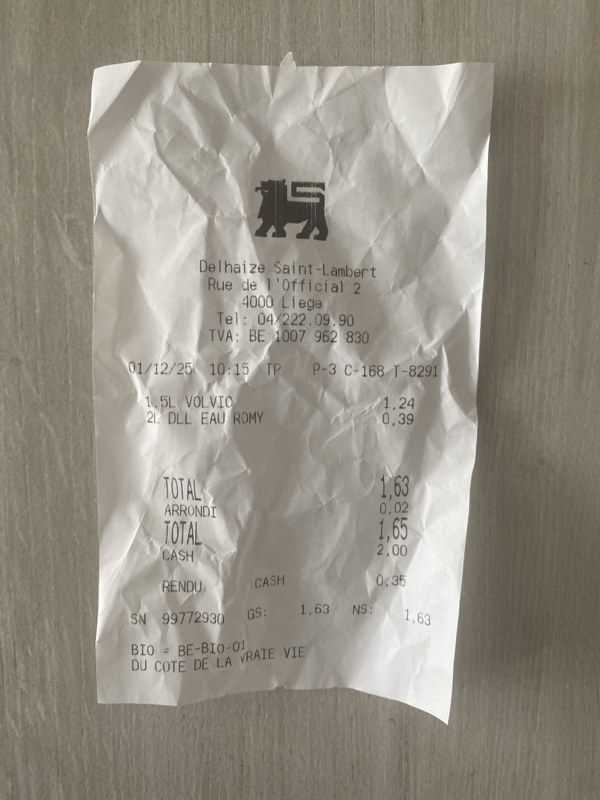 Delhaize Saint-Lambert
Rue de l'Official 2
4000 Liege
Tel: 04/222.09.90
TVA: BE 1007 962 830
01/12/25 10:15 TP P-3 C-168 T-8291
1,5L VOLVIC 1,24
2L DLL EAU ROMY 0,39
TOTAL 1,63
ARRONDI 0,02
TOTAL 1,65
CASH 2,00
RENDU CASH 0,35
SN 99772930 GS: 1,63 NS: 1,63
BIO = BE-BIO-01
DU COTE DE LA VRAIE VIE